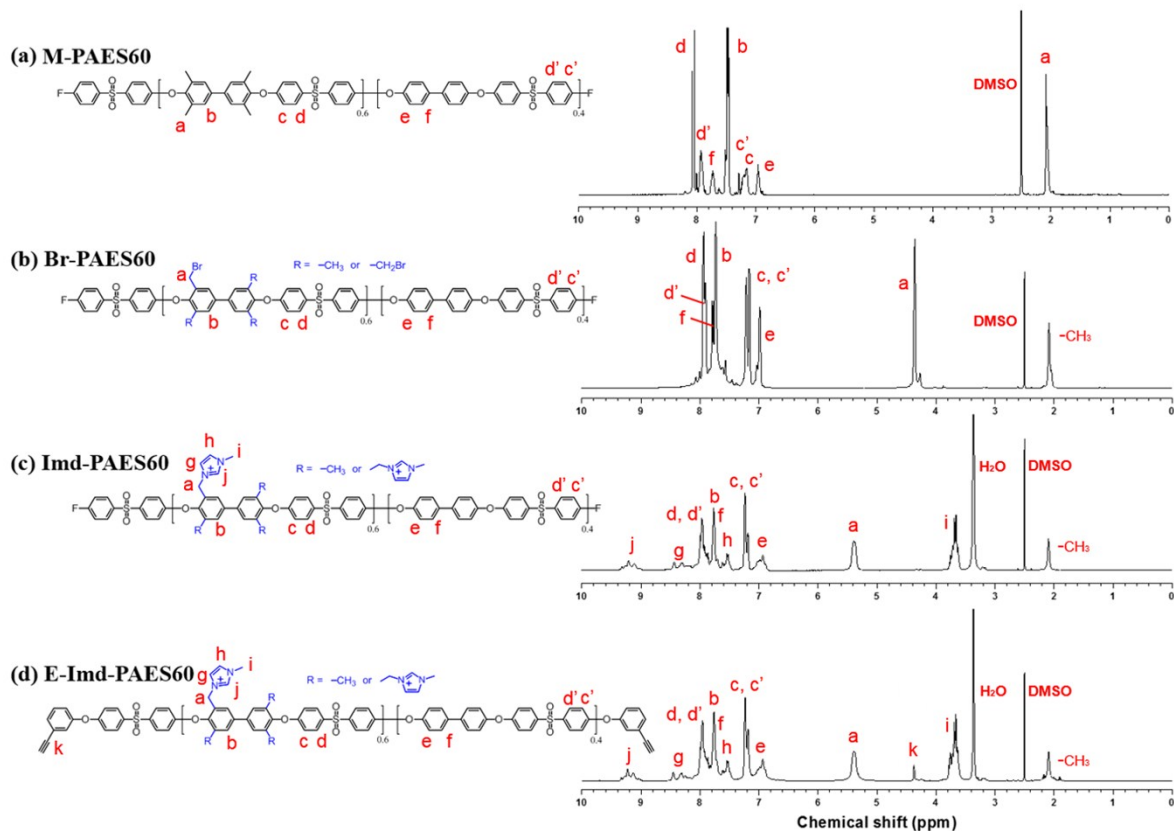 (a) M-PAES60
F O=S=O O O O=S=O 0.6 O O O=S=O F 0.4
a b c d e f d' c'
d b a
DMSO
d' f c' c e
10 9 8 7 6 5 4 3 2 1 0
(b) Br-PAES60
R = -CH3 or -CH2Br
Br a R R R
F O=S=O O O O=S=O 0.6 O O O=S=O F 0.4
b c d e f d' c'
d b
c, c'
d' f e a
DMSO
-CH3
10 9 8 7 6 5 4 3 2 1 0
(c) Imd-PAES60
R = -CH3 or N N +
h g N i N + j a R R R
F O=S=O O O O=S=O 0.6 O O O=S=O F 0.4
b c d e f d' c'
H2O
DMSO
j g d, d' b f h c, c' e a i
-CH3
10 9 8 7 6 5 4 3 2 1 0
(d) E-Imd-PAES60
R = -CH3 or N N +
h g N i N + j a R R R
O O=S=O O O O=S=O 0.6 O O O=S=O O 0.4
k b c d e f d' c'
H2O
DMSO
j g d, d' b f h c, c' e a k i
-CH3
10 9 8 7 6 5 4 3 2 1 0
Chemical shift (ppm)